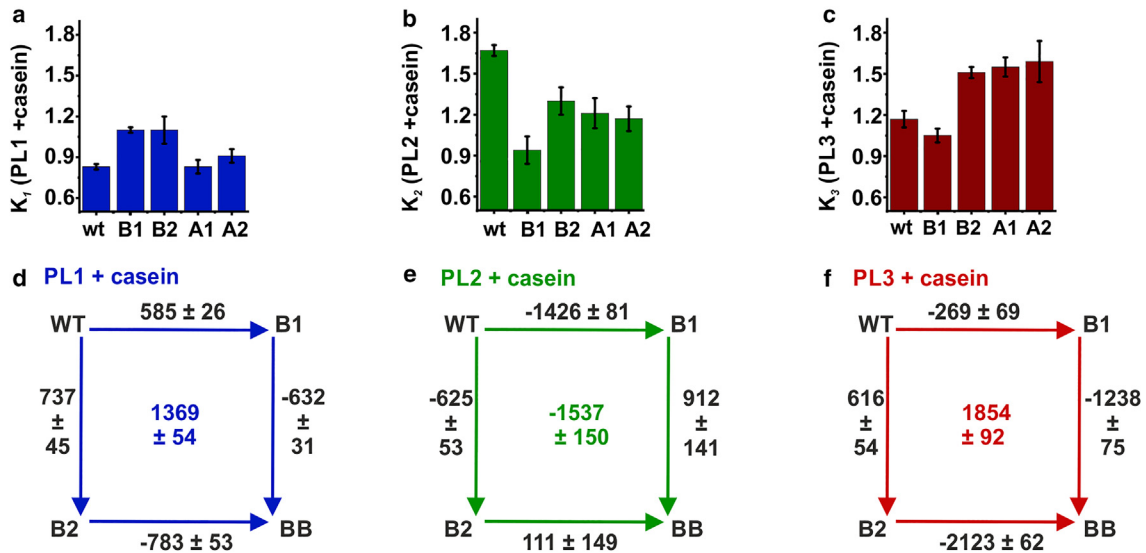 a
1.8
1.5
1.2
0.9
0.6
K₁ (PL1 +casein)
wt B1 B2 A1 A2
b
1.8
1.5
1.2
0.9
0.6
K₂ (PL2 +casein)
wt B1 B2 A1 A2
c
1.8
1.5
1.2
0.9
0.6
K₃ (PL3 +casein)
wt B1 B2 A1 A2
d PL1 + casein
585 ± 26
WT B1
737
±
45
1369
± 54
-632
±
31
B2 BB
-783 ± 53
e PL2 + casein
-1426 ± 81
WT B1
-625
±
53
-1537
± 150
912
±
141
B2 BB
111 ± 149
f PL3 + casein
-269 ± 69
WT B1
616
±
54
1854
± 92
-1238
±
75
B2 BB
-2123 ± 62